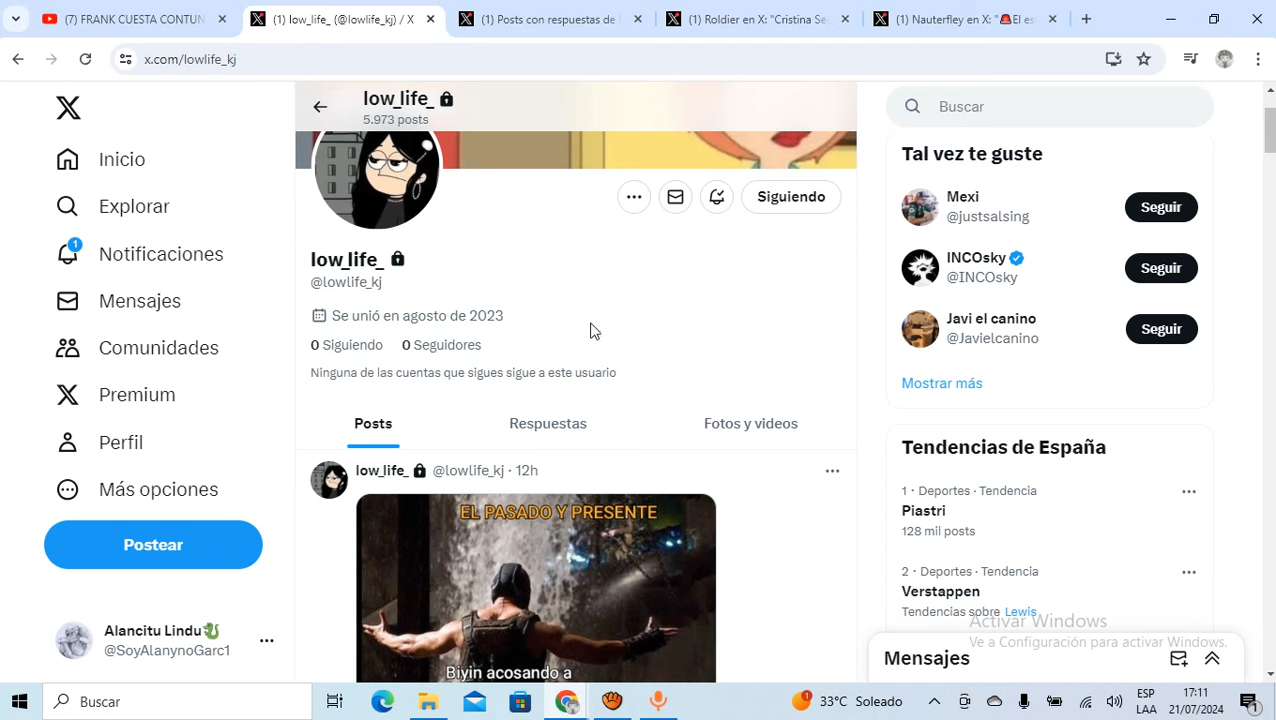 (7) FRANK CUESTA CONTUN
(1) low_life_ (@lowlife_kj) / X
(1) Posts con respuestas de
(1) Roldier en X: "Cristina Se
(1) Nauterfley en X: "🚨El es
x.com/lowlife_kj
low_life_
5.973 posts
Buscar
Inicio
Explorar
1
Notificaciones
Mensajes
Comunidades
Premium
Perfil
Más opciones
Postear
Alancitu Lindu🐉
@SoyAlanynoGarc1
Siguiendo
low_life_
@lowlife_kj
Se unió en agosto de 2023
0 Siguiendo 0 Seguidores
Ninguna de las cuentas que sigues sigue a este usuario
Posts
Respuestas
Fotos y videos
low_life_ @lowlife_kj · 12h
EL PASADO Y PRESENTE
Biyin acosando a
Tal vez te guste
Mexi
@justsalsing
Seguir
INCOsky
@INCOsky
Seguir
Javi el canino
@Javielcanino
Seguir
Mostrar más
Tendencias de España
1 · Deportes · Tendencia
Piastri
128 mil posts
2 · Deportes · Tendencia
Verstappen
Tendencias sobre Lewis
Activar Windows
Ve a Configuración para activar Windows.
Mensajes
Buscar
1
33°C Soleado
ESP
LAA
17:11
21/07/2024
1